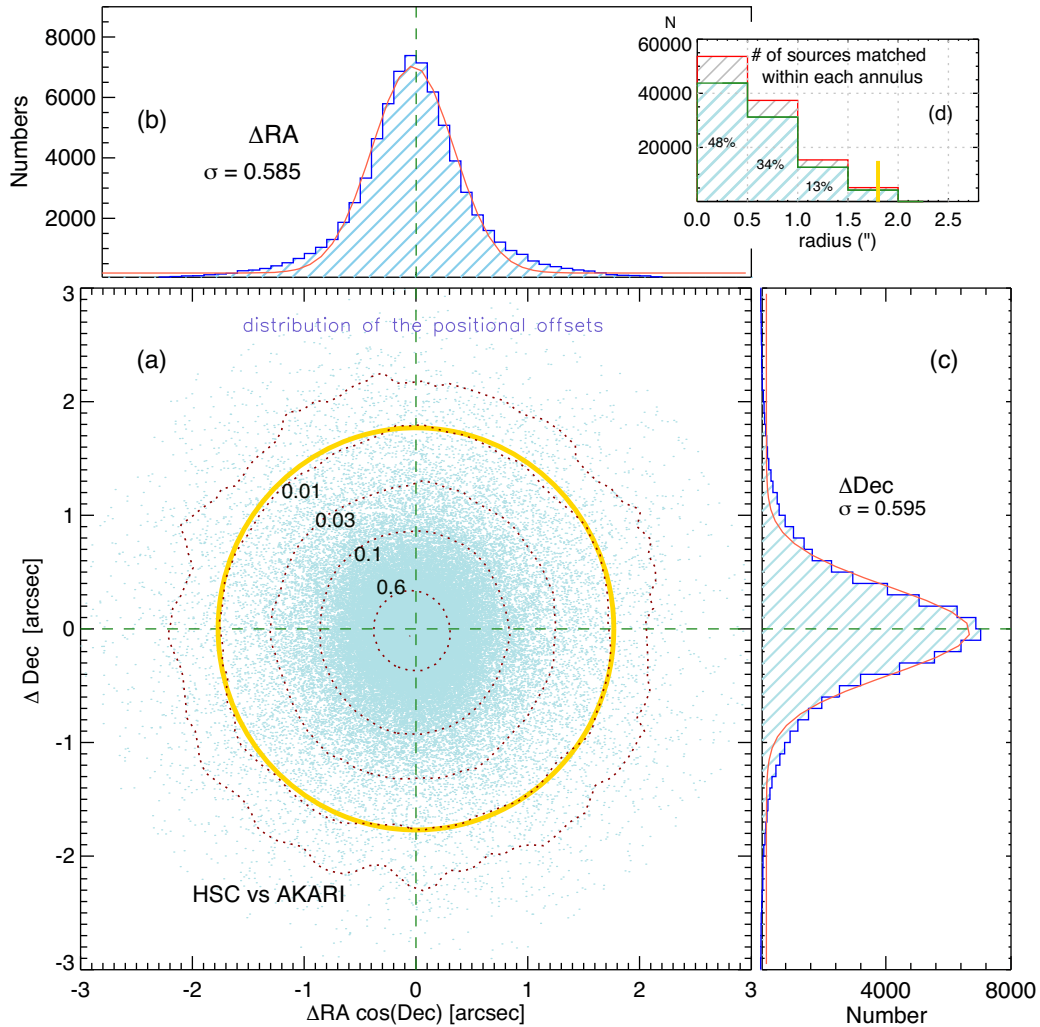 8000
6000
4000
2000
Numbers
(b)
ΔRA
σ = 0.585
N
60000
40000
20000
# of sources matched
within each annulus
(d)
48%
34%
13%
0.0 0.5 1.0 1.5 2.0 2.5
radius (")
3
2
1
0
-1
-2
-3
Δ Dec [arcsec]
distribution of the positional offsets
(a)
0.01
0.03
0.1
0.6
HSC vs AKARI
-3 -2 -1 0 1 2 3
ΔRA cos(Dec) [arcsec]
(c)
ΔDec
σ = 0.595
4000 8000
Number